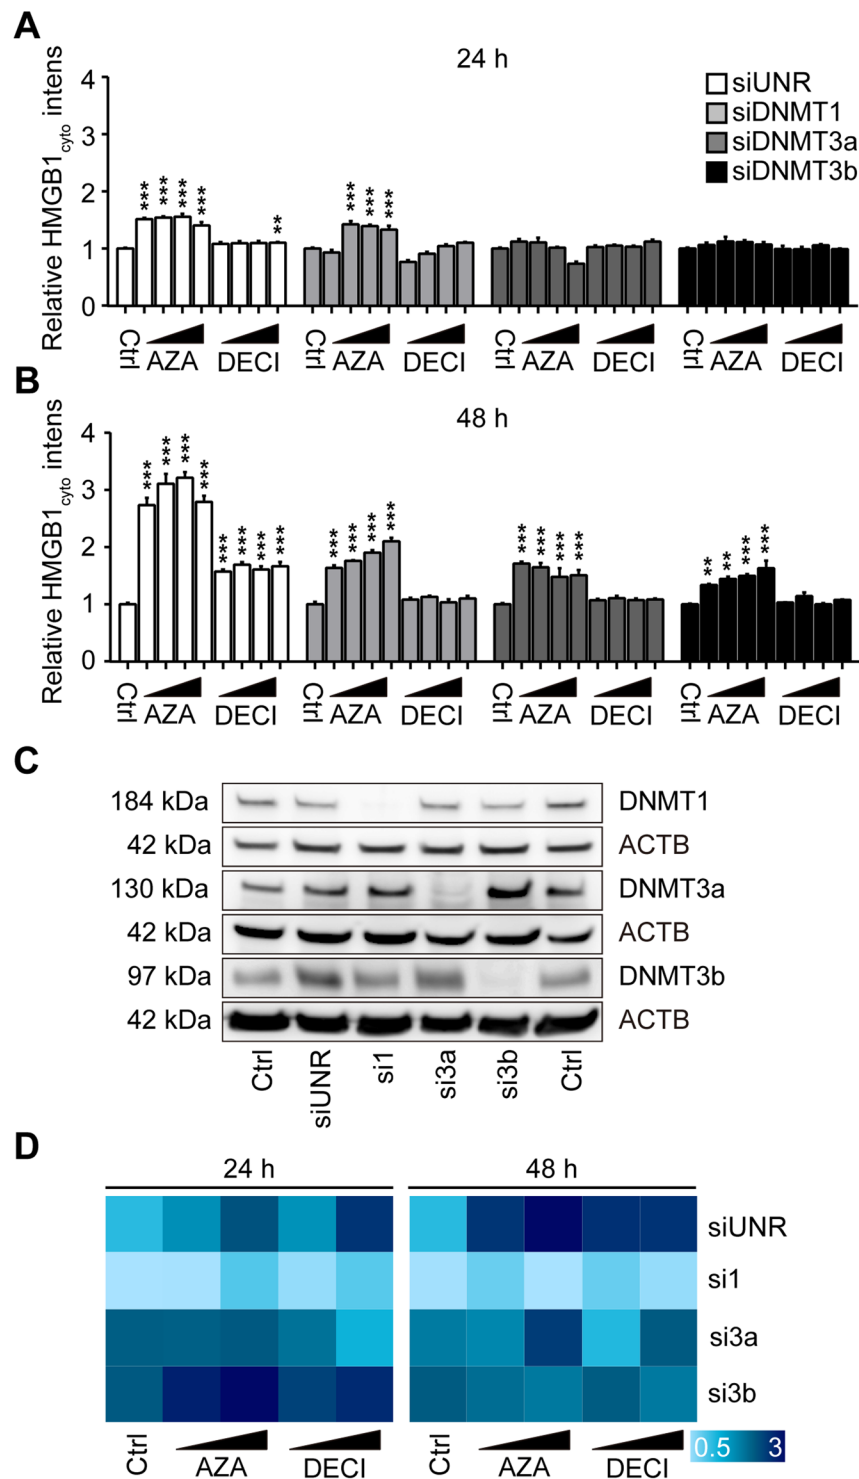 A
24 h
Relative HMGB1cyto intens
4
3
2
1
0
siUNR
siDNMT1
siDNMT3a
siDNMT3b
*** *** *** *** **
*** *** ***
Ctrl AZA DECI Ctrl AZA DECI Ctrl AZA DECI Ctrl AZA DECI
B
48 h
Relative HMGB1cyto intens
4
3
2
1
0
*** *** *** *** *** *** *** ***
*** *** *** ***
*** *** *** ***
** ** *** ***
Ctrl AZA DECI Ctrl AZA DECI Ctrl AZA DECI Ctrl AZA DECI
C
184 kDa DNMT1
42 kDa ACTB
130 kDa DNMT3a
42 kDa ACTB
97 kDa DNMT3b
42 kDa ACTB
Ctrl siUNR si1 si3a si3b Ctrl
D
24 h 48 h
siUNR
si1
si3a
si3b
Ctrl AZA DECI Ctrl AZA DECI
0.5 3